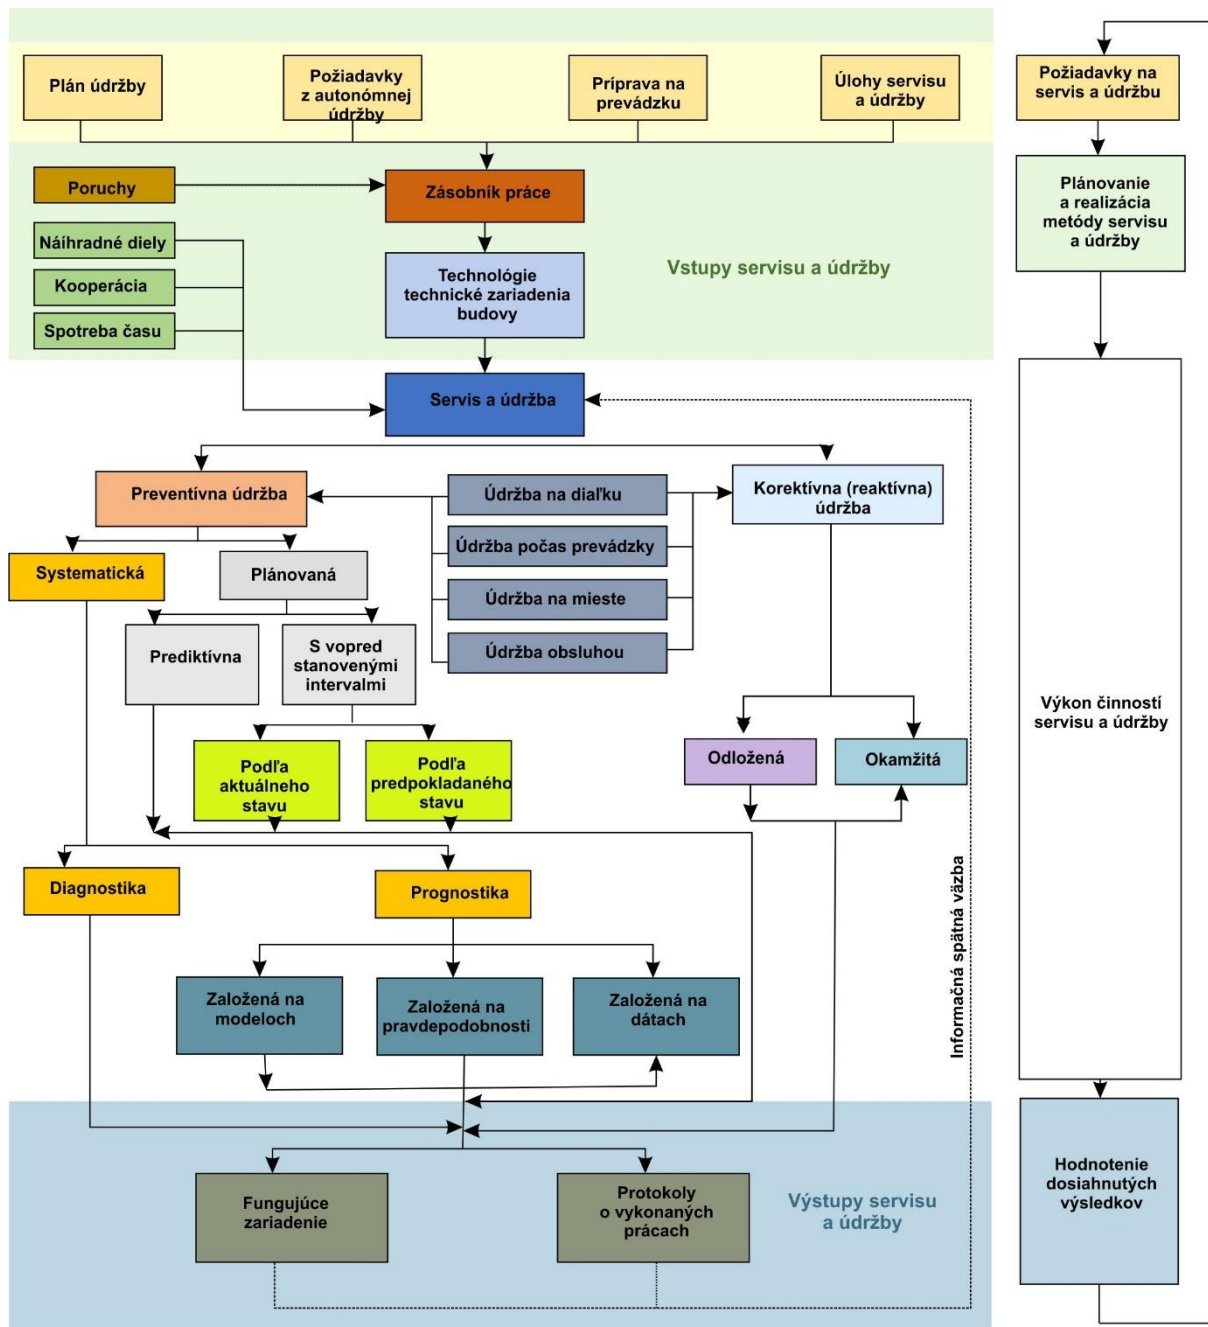 Plán údržby
Požiadavky
z autonómnej
údržby
Príprava na
prevádzku
Úlohy servisu
a údržby
Požiadavky na
servis a údržbu
Poruchy
Zásobník práce
Plánovanie
a realizácia
metódy servisu
a údržby
Náíhradné diely
Kooperácia
Spotreba času
Technológie
technické zariadenia
budovy
Vstupy servisu a údržby
Servis a údržba
Preventívna údržba
Údržba na diaľku
Údržba počas prevádzky
Údržba na mieste
Údržba obsluhou
Korektívna (reaktívna)
údržba
Systematická
Plánovaná
Prediktívna
S vopred
stanovenými
intervalmi
Výkon činností
servisu a údržby
Podľa
aktuálneho
stavu
Podľa
predpokladaného
stavu
Odložená
Okamžitá
Diagnostika
Prognostika
Informačná spätná väzba
Založená na
modeloch
Založená na
pravdepodobnosti
Založená na
dátach
Fungujúce
zariadenie
Protokoly
o vykonaných
prácach
Výstupy servisu
a údržby
Hodnotenie
dosiahnutých
výsledkov